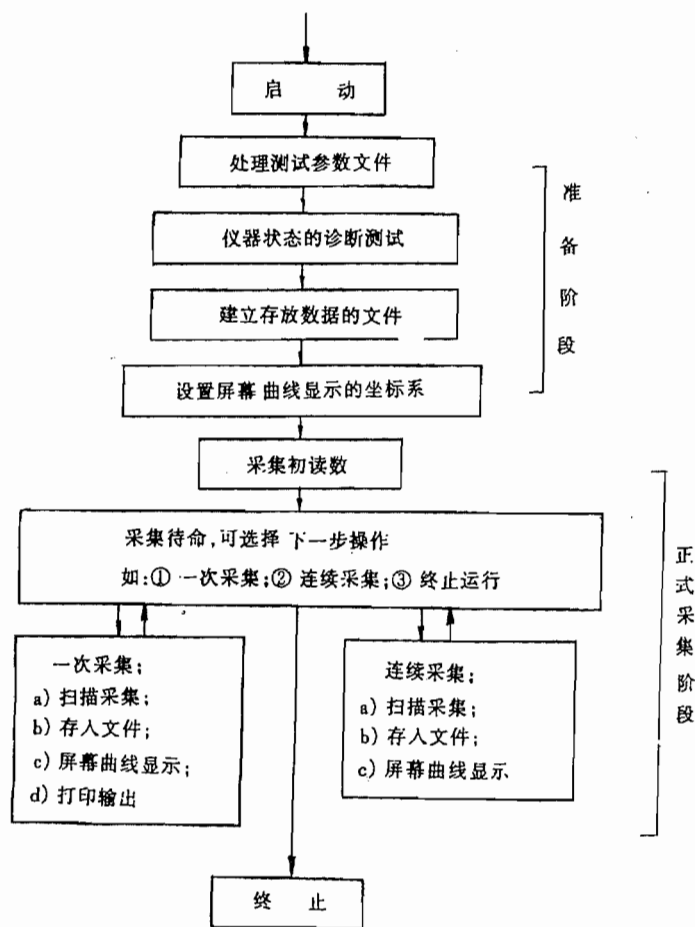 启 动
处理测试参数文件
仪器状态的诊断测试
建立存放数据的文件
设置屏幕曲线显示的坐标系
准备阶段
采集初读数
采集待命,可选择下一步操作
如:① 一次采集;② 连续采集;③ 终止运行
一次采集;
a) 扫描采集;
b) 存人文件;
c) 屏幕曲线显示;
d) 打印输出
连续采集;
a) 扫描采集;
b) 存人文件;
c) 屏幕曲线显示
正式采集阶段
终 止